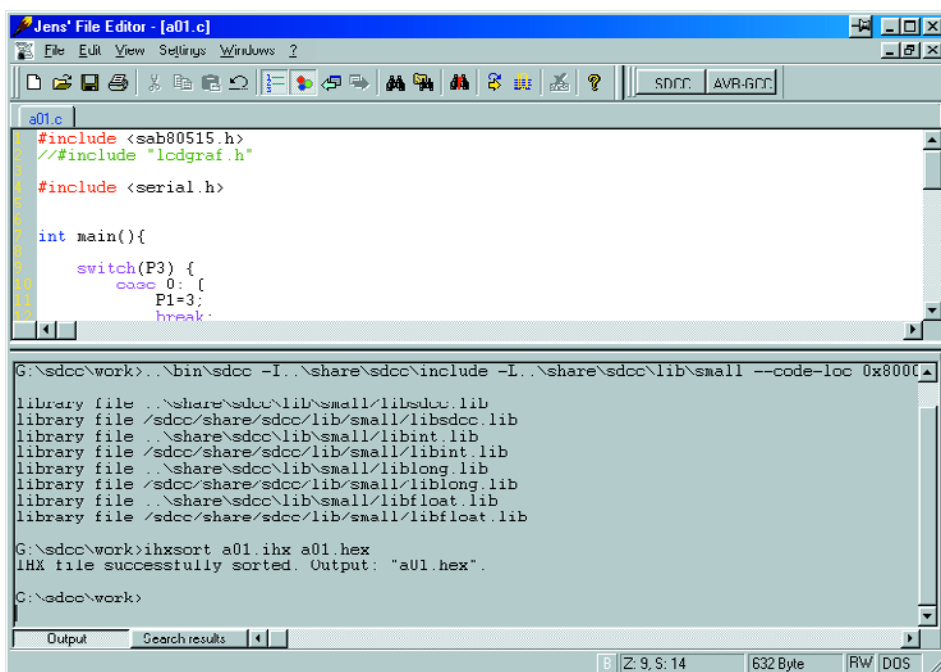 Jens' File Editor - [a01.c]
File Edit View Settings Windows ?
SDCC AVR-GCC
a01.c
1 #include <sab80515.h>
2 //#include "lcdgraf.h"
3
4 #include <serial.h>
5
6
7 int main(){
8
9 switch(P3) {
10 case 0: {
11 P1=3;
12 break;
G:\sdcc\work>..\bin\sdcc -I..\share\sdcc\include -L..\share\sdcc\lib\small --code-loc 0x8000
library file ..\share\sdcc\lib\small/libsdcc.lib
library file /sdcc/share/sdcc/lib/small/libsdcc.lib
library file ..\share\sdcc\lib\small/libint.lib
library file /sdcc/share/sdcc/lib/small/libint.lib
library file ..\share\sdcc\lib\small/liblong.lib
library file /sdcc/share/sdcc/lib/small/liblong.lib
library file ..\share\sdcc\lib\small/libfloat.lib
library file /sdcc/share/sdcc/lib/small/libfloat.lib
G:\sdcc\work>ihxsort a01.ihx a01.hex
IHX file successfully sorted. Output: "a01.hex".
G:\sdcc\work>
Output Search results
B Z: 9, S: 14 632 Byte RW DOS